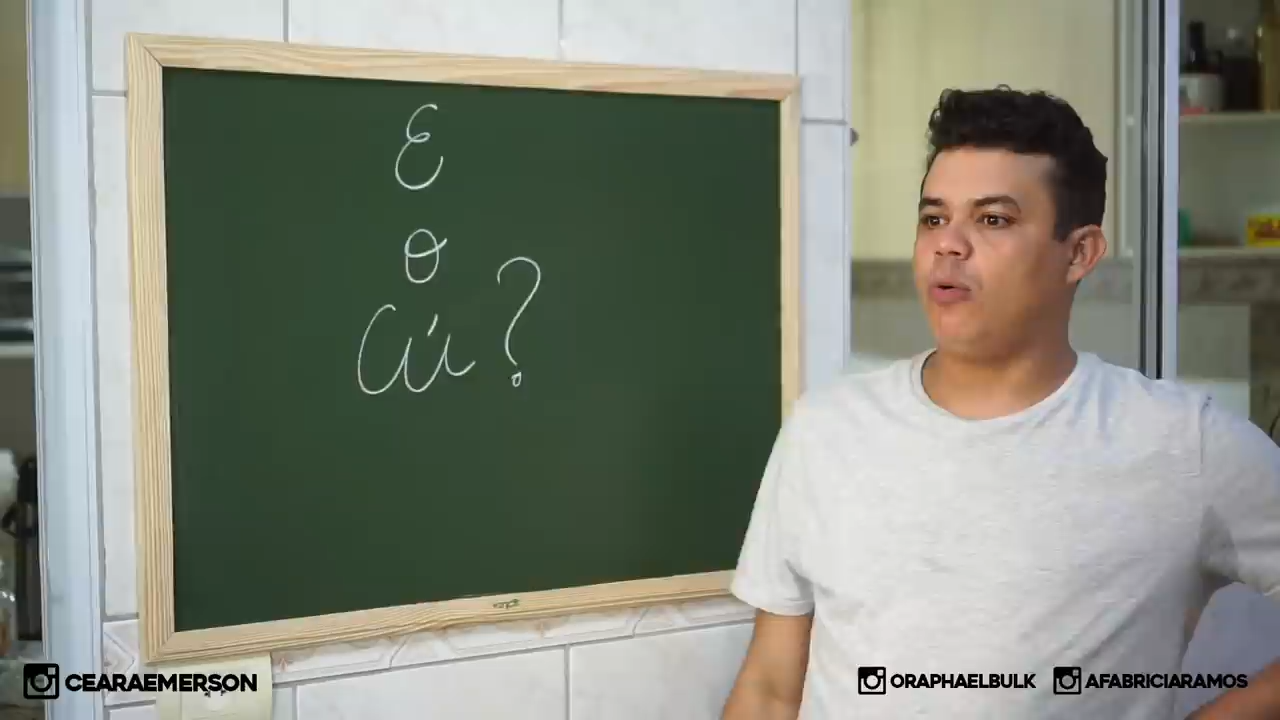 E
o
Cú?
CEARAEMERSON
ORAPHAELBULK
AFABRICIARAMOS